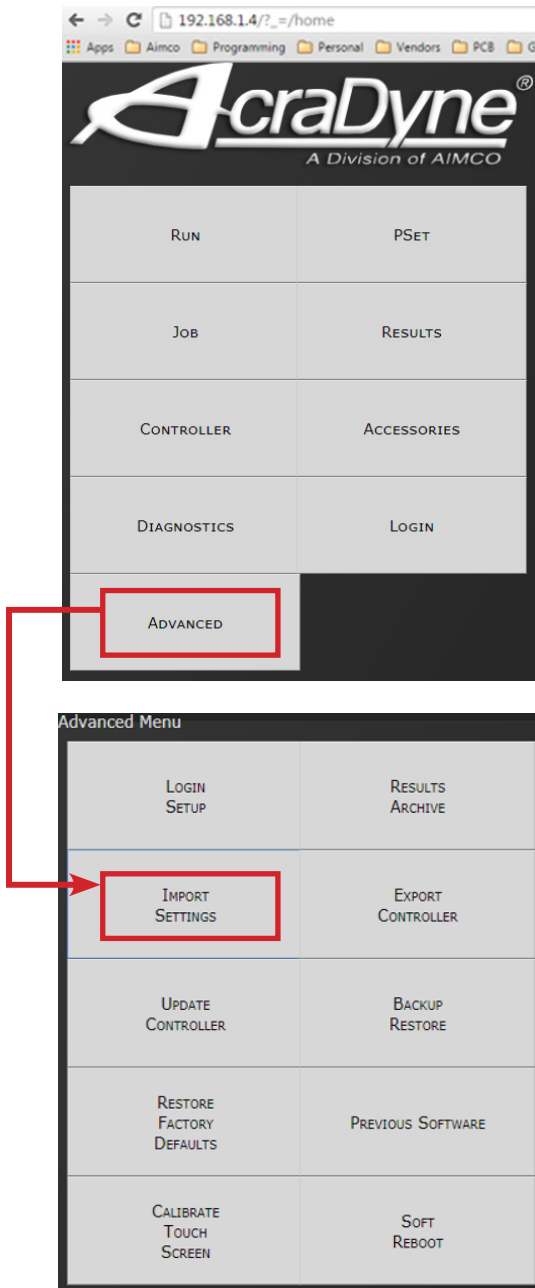 192.168.1.4/?_=/home
Apps Aimco Programming Personal Vendors PCB G
AcraDyne®
A Division of AIMCO
RUN PSET
JOB RESULTS
CONTROLLER ACCESSORIES
DIAGNOSTICS LOGIN
ADVANCED
Advanced Menu
LOGIN
SETUP
RESULTS
ARCHIVE
IMPORT
SETTINGS
EXPORT
CONTROLLER
UPDATE
CONTROLLER
BACKUP
RESTORE
RESTORE
FACTORY
DEFAULTS
PREVIOUS SOFTWARE
CALIBRATE
TOUCH
SCREEN
SOFT
REBOOT